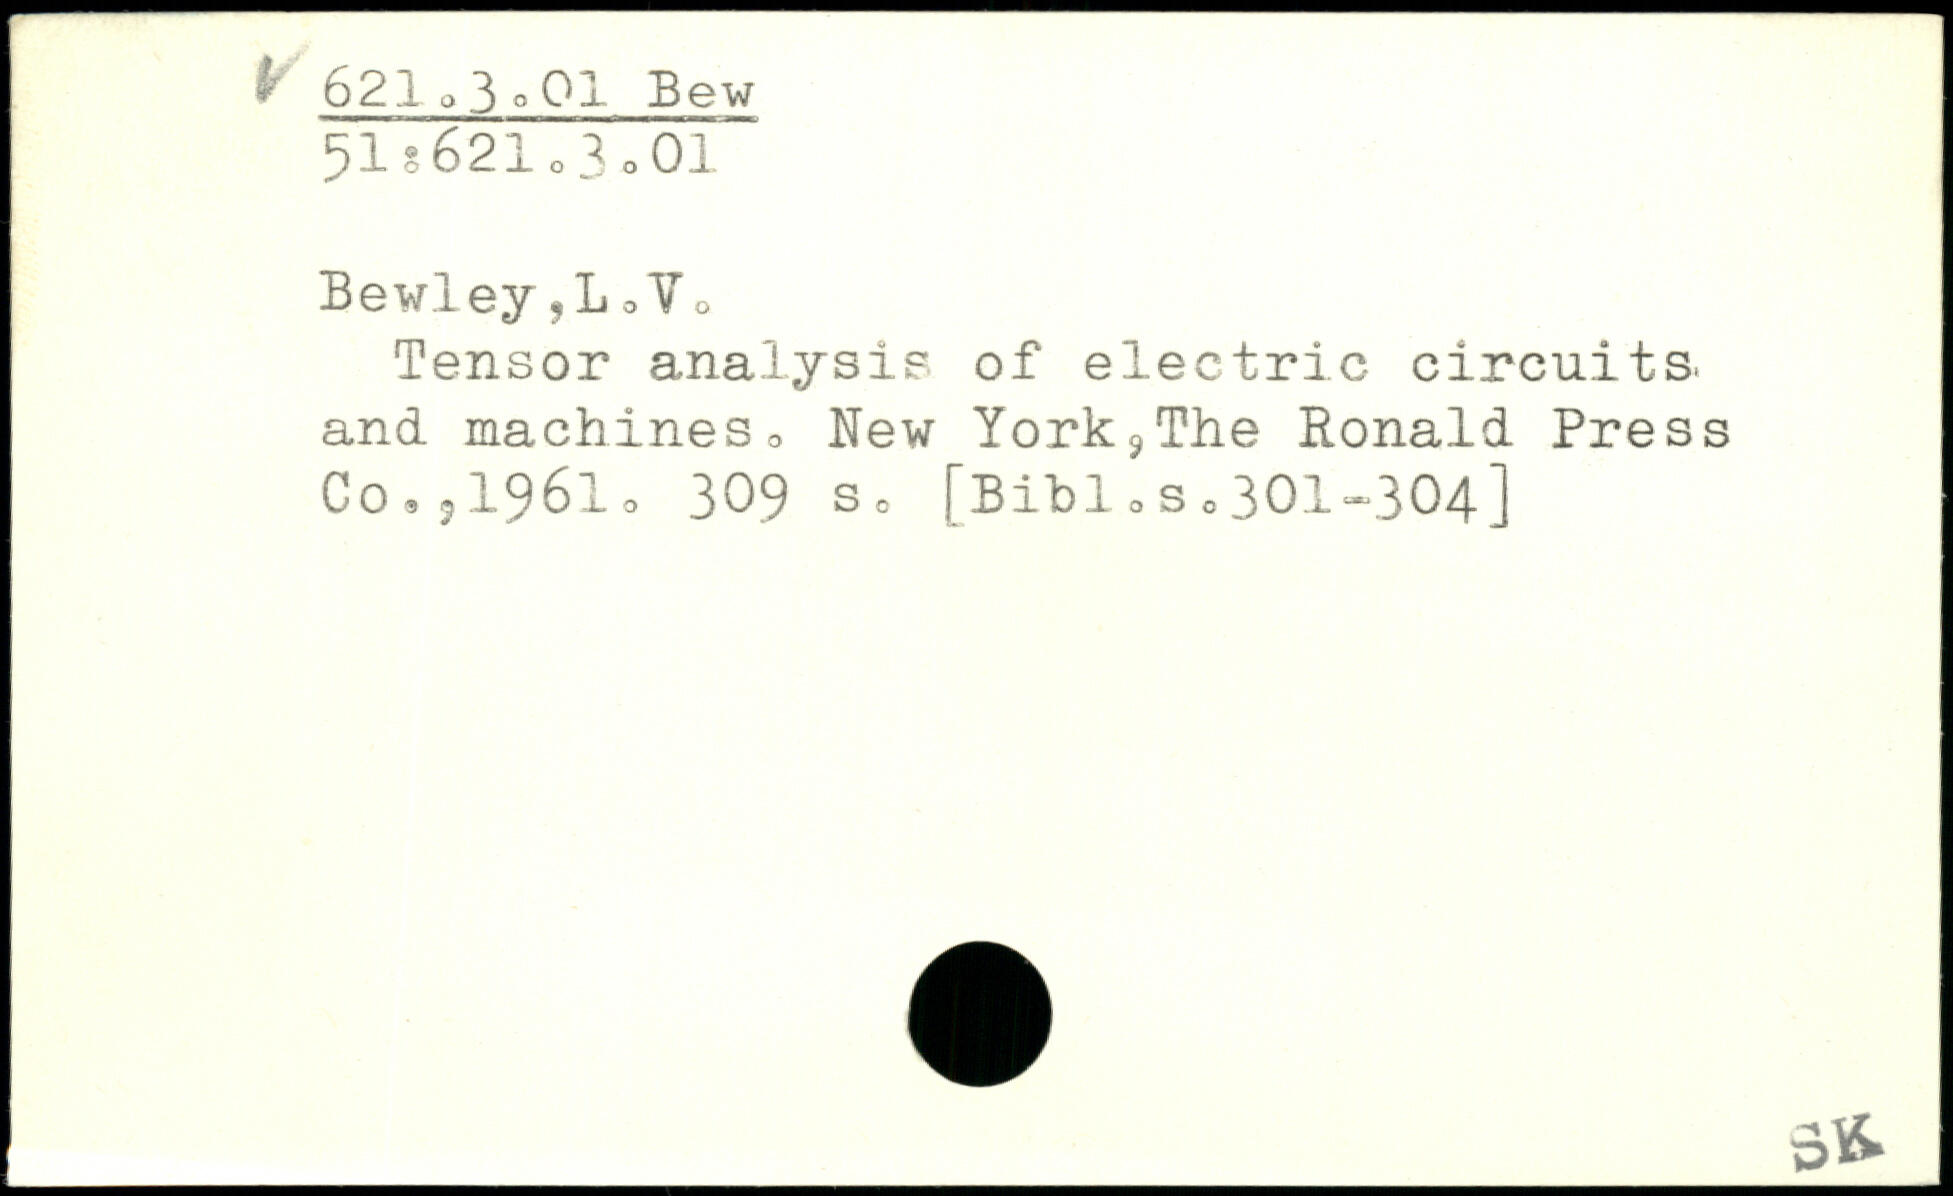 ✓ 621.3.01 Bew
51:621.3.01
Bewley,L.V.
Tensor analysis of electric circuits
and machines. New York,The Ronald Press
Co.,1961. 309 s. [Bibl.s.301-304]
SK